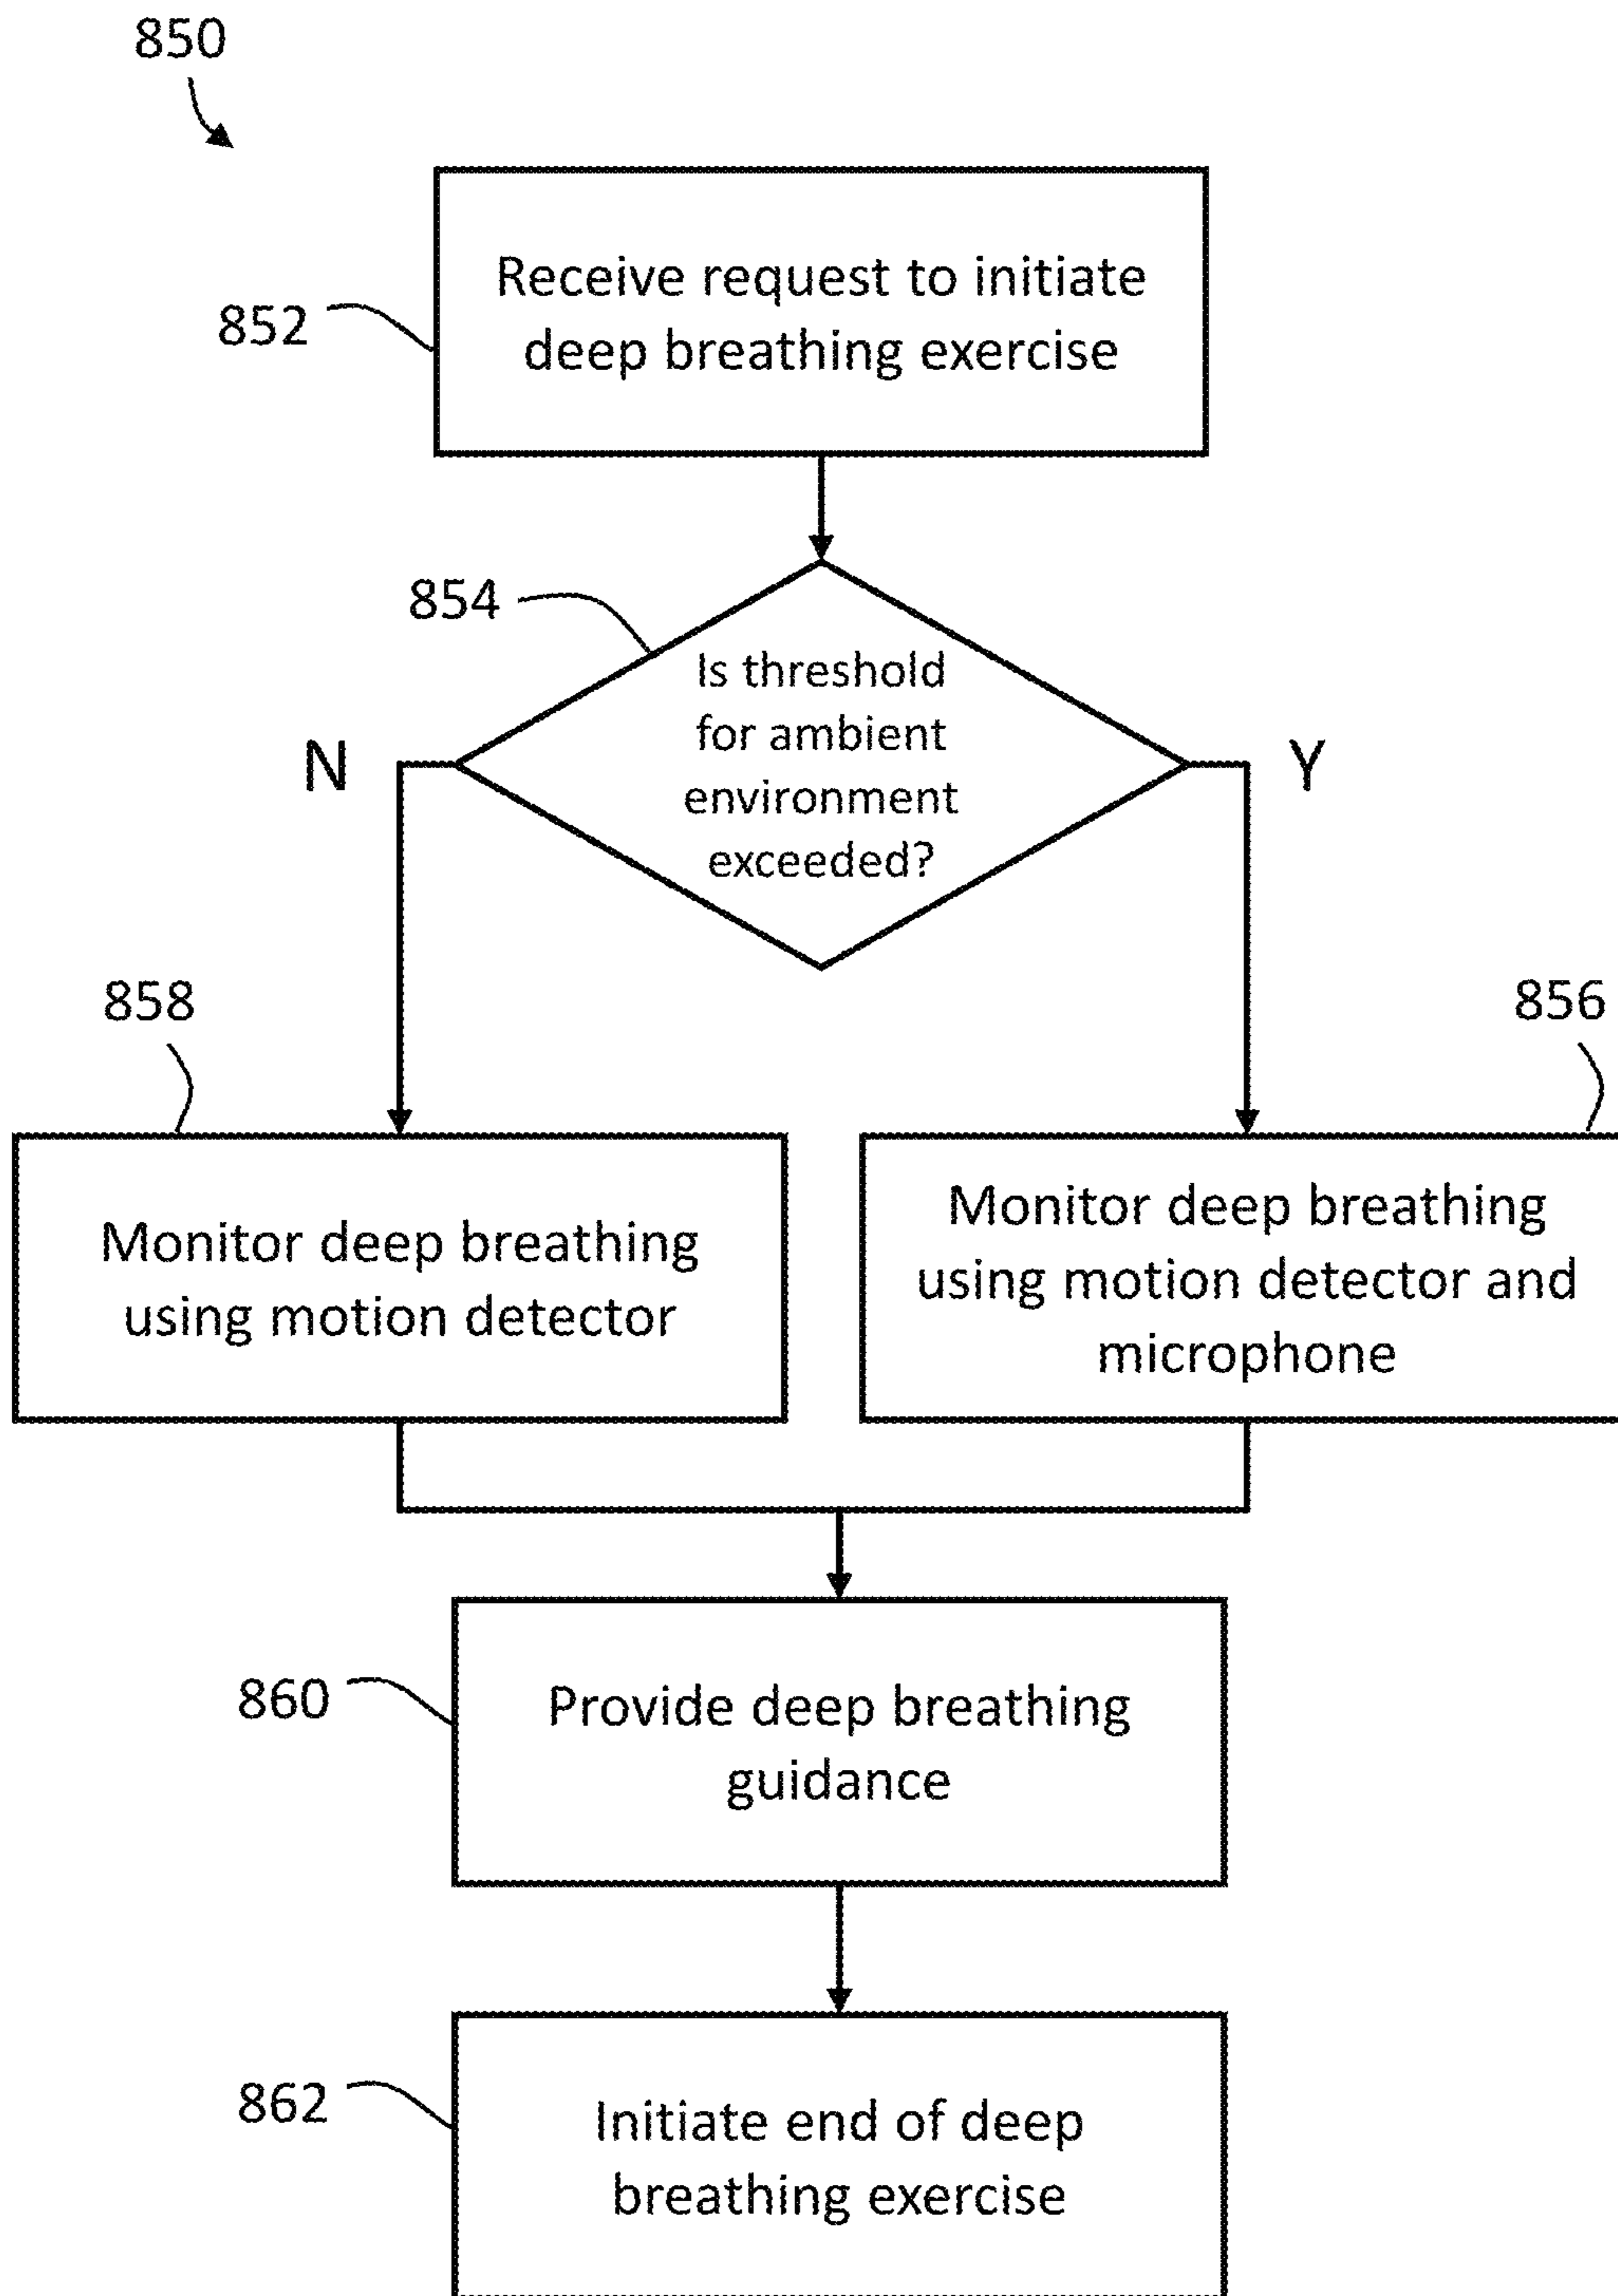 850
852
Receive request to initiate
deep breathing exercise
854
Is threshold
for ambient
environment
exceeded?
N
Y
858
856
Monitor deep breathing
using motion detector
Monitor deep breathing
using motion detector and
microphone
860
Provide deep breathing
guidance
862
Initiate end of deep
breathing exercise